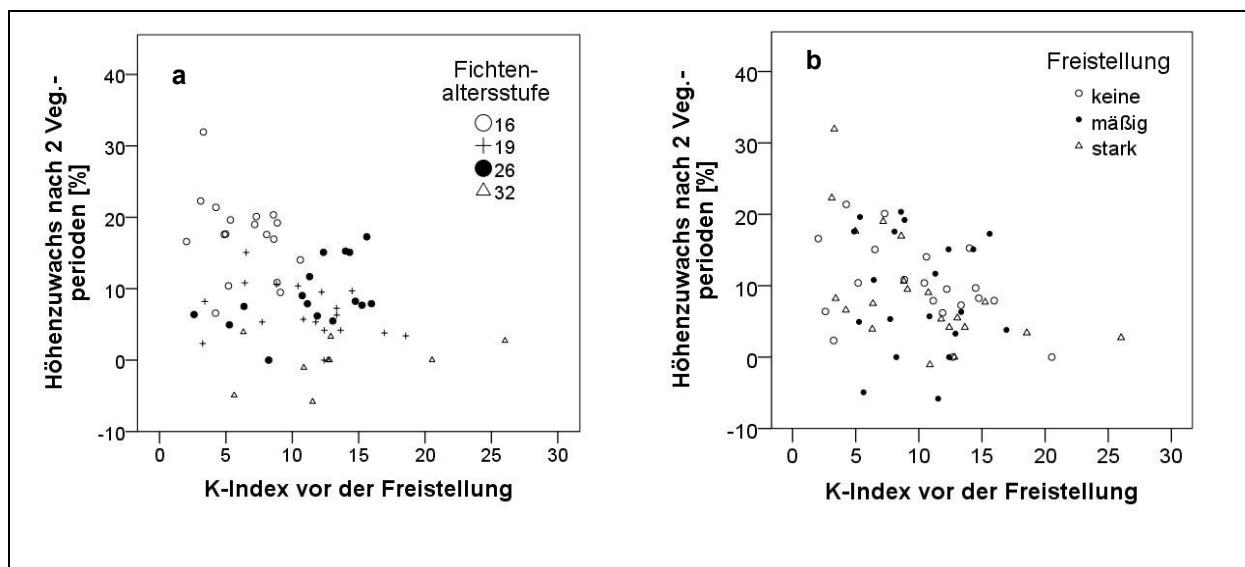 a
Fichten-
altersstufe
16
19
26
32
Höhenzuwachs nach 2 Veg.-
perioden [%]
40
30
20
10
0
-10
0 5 10 15 20 25 30
K-Index vor der Freistellung
b
Freistellung
keine
mäßig
stark
Höhenzuwachs nach 2 Veg.-
perioden [%]
40
30
20
10
0
-10
0 5 10 15 20 25 30
K-Index vor der Freistellung